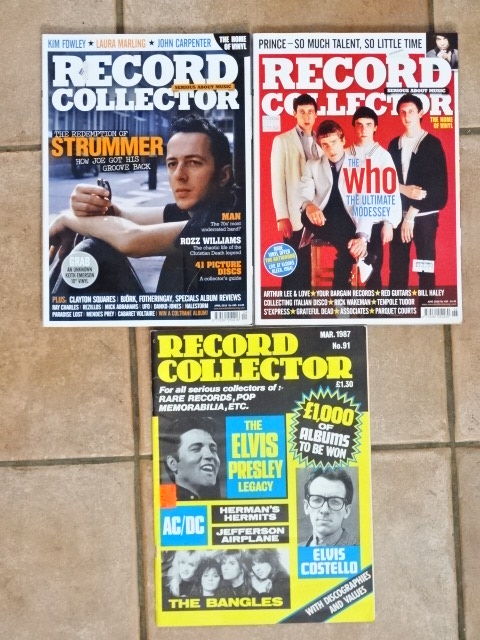 KIM FOWLEY ★ LAURA MARLING ★ JOHN CARPENTER
THE HOME OF VINYL
RECORD
SERIOUS ABOUT MUSIC
COLLECTOR
THE REDEMPTION OF
STRUMMER
HOW JOE GOT HIS
GROOVE BACK
MAN
The 70s' most
underrated band?
ROZZ WILLIAMS
The chaotic life of the
Christian Death legend
41 PICTURE
DISCS
A collector's guide
GRAB
AN UNKNOWN
KEITH EMERSON
10" VINYL
PLUS: CLAYTON SQUARES | BJÖRK, FOTHERINGAY, SPECIALS ALBUM REVIEWS
RAY CHARLES · REZILLOS · MICK ABRAHAMS · UFO · DANKO JONES · HALESTORM
PARADISE LOST · MENDES PREY · CABARET VOLTAIRE | WIN A COLTRANE ALBUM!
PRINCE – SO MUCH TALENT, SO LITTLE TIME
RECORD
SERIOUS ABOUT MUSIC
COLLECTOR
THE HOME
OF VINYL
THE
who
THE ULTIMATE
MODESSEY
ARTHUR LEE & LOVE ★ YOUR BARGAIN RECORDS ★ RED GUITARS ★ BILL HALEY
COLLECTING ITALIAN DISCO ★ RICK WAKEMAN ★ TENPOLE TUDOR
S'EXPRESS ★ GRATEFUL DEAD ★ ASSOCIATES ★ PARQUET COURTS
RECORD
COLLECTOR
MAR. 1987
No. 91
£1.30
For all serious collectors of :-
RARE RECORDS, POP
MEMORABILIA, ETC.
£1,000
OF
ALBUMS
TO BE WON
THE
ELVIS
PRESLEY
LEGACY
AC/DC
HERMAN'S
HERMITS
JEFFERSON
AIRPLANE
ELVIS
COSTELLO
THE BANGLES
WITH DISCOGRAPHIES
AND VALUES